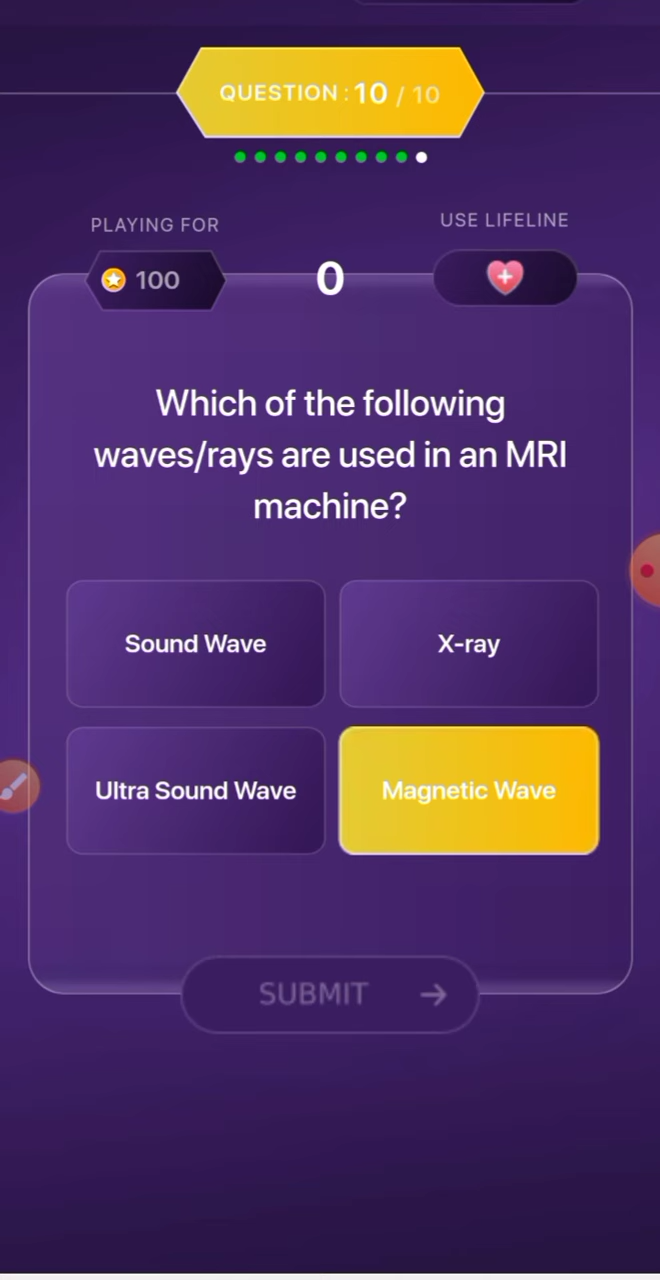 QUESTION : 10 / 10
PLAYING FOR
USE LIFELINE
100
0
Which of the following
waves/rays are used in an MRI
machine?
Sound Wave
X-ray
Ultra Sound Wave
Magnetic Wave
SUBMIT